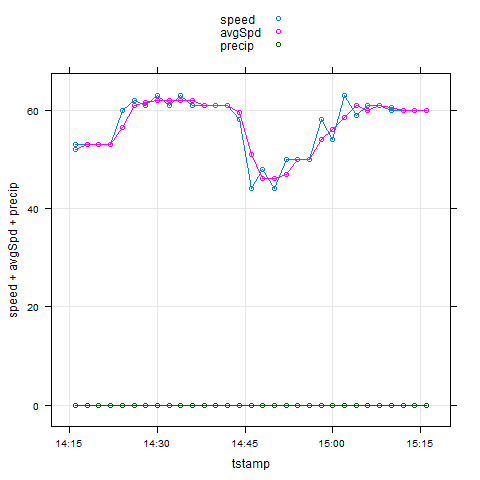 speed
avgSpd
precip
speed + avgSpd + precip
60
40
20
0
14:15 14:30 14:45 15:00 15:15
tstamp